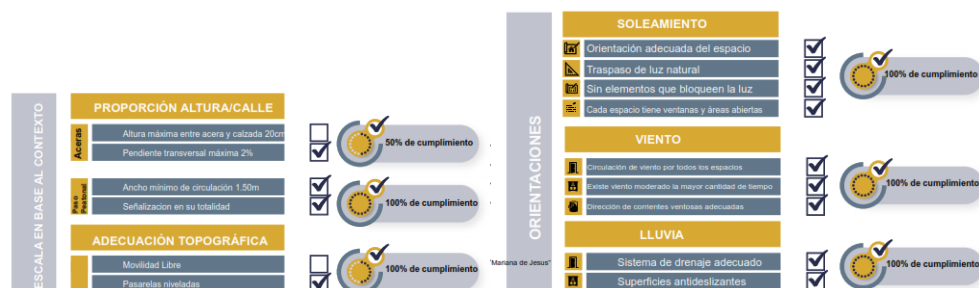 ESCALA EN BASE AL CONTEXTO
PROPORCIÓN ALTURA/CALLE
Aceras
Altura máxima entre acera y calzada 20cm
Pendiente transversal máxima 2%
50% de cumplimiento
Paso Peatonal
Ancho mínimo de circulación 1.50m
Señalizacion en su totalidad
100% de cumplimiento
ADECUACIÓN TOPOGRÁFICA
Movilidad Libre
Pasarelas niveladas
100% de cumplimiento
"Mariana de Jesus"
ORIENTACIONES
SOLEAMIENTO
Orientación adecuada del espacio
Traspaso de luz natural
Sin elementos que bloqueen la luz
Cada espacio tiene ventanas y áreas abiertas
100% de cumplimiento
VIENTO
Circulación de viento por todos los espacios
Existe viento moderado la mayor cantidad de tiempo
Dirección de corrientes ventosas adecuadas
100% de cumplimiento
LLUVIA
Sistema de drenaje adecuado
Superficies antideslizantes
100% de cumplimiento